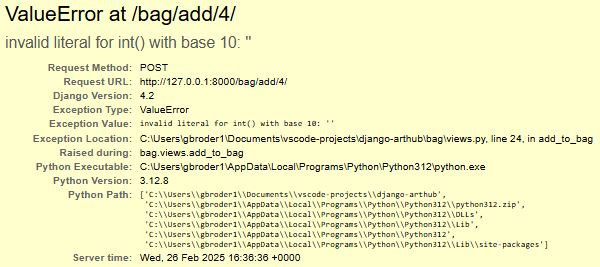 ValueError at /bag/add/4/
invalid literal for int() with base 10: ''
Request Method: POST
Request URL: http://127.0.0.1:8000/bag/add/4/
Django Version: 4.2
Exception Type: ValueError
Exception Value: invalid literal for int() with base 10: ''
Exception Location: C:\Users\gbroder1\Documents\vscode-projects\django-arthub\bag\views.py, line 24, in add_to_bag
Raised during: bag.views.add_to_bag
Python Executable: C:\Users\gbroder1\AppData\Local\Programs\Python\Python312\python.exe
Python Version: 3.12.8
Python Path: ['C:\\Users\\gbroder1\\Documents\\vscode-projects\\django-arthub',
'C:\\Users\\gbroder1\\AppData\\Local\\Programs\\Python\\Python312\\python312.zip',
'C:\\Users\\gbroder1\\AppData\\Local\\Programs\\Python\\Python312\\DLLs',
'C:\\Users\\gbroder1\\AppData\\Local\\Programs\\Python\\Python312\\Lib',
'C:\\Users\\gbroder1\\AppData\\Local\\Programs\\Python\\Python312',
'C:\\Users\\gbroder1\\AppData\\Local\\Programs\\Python\\Python312\\Lib\\site-packages']
Server time: Wed, 26 Feb 2025 16:36:36 +0000